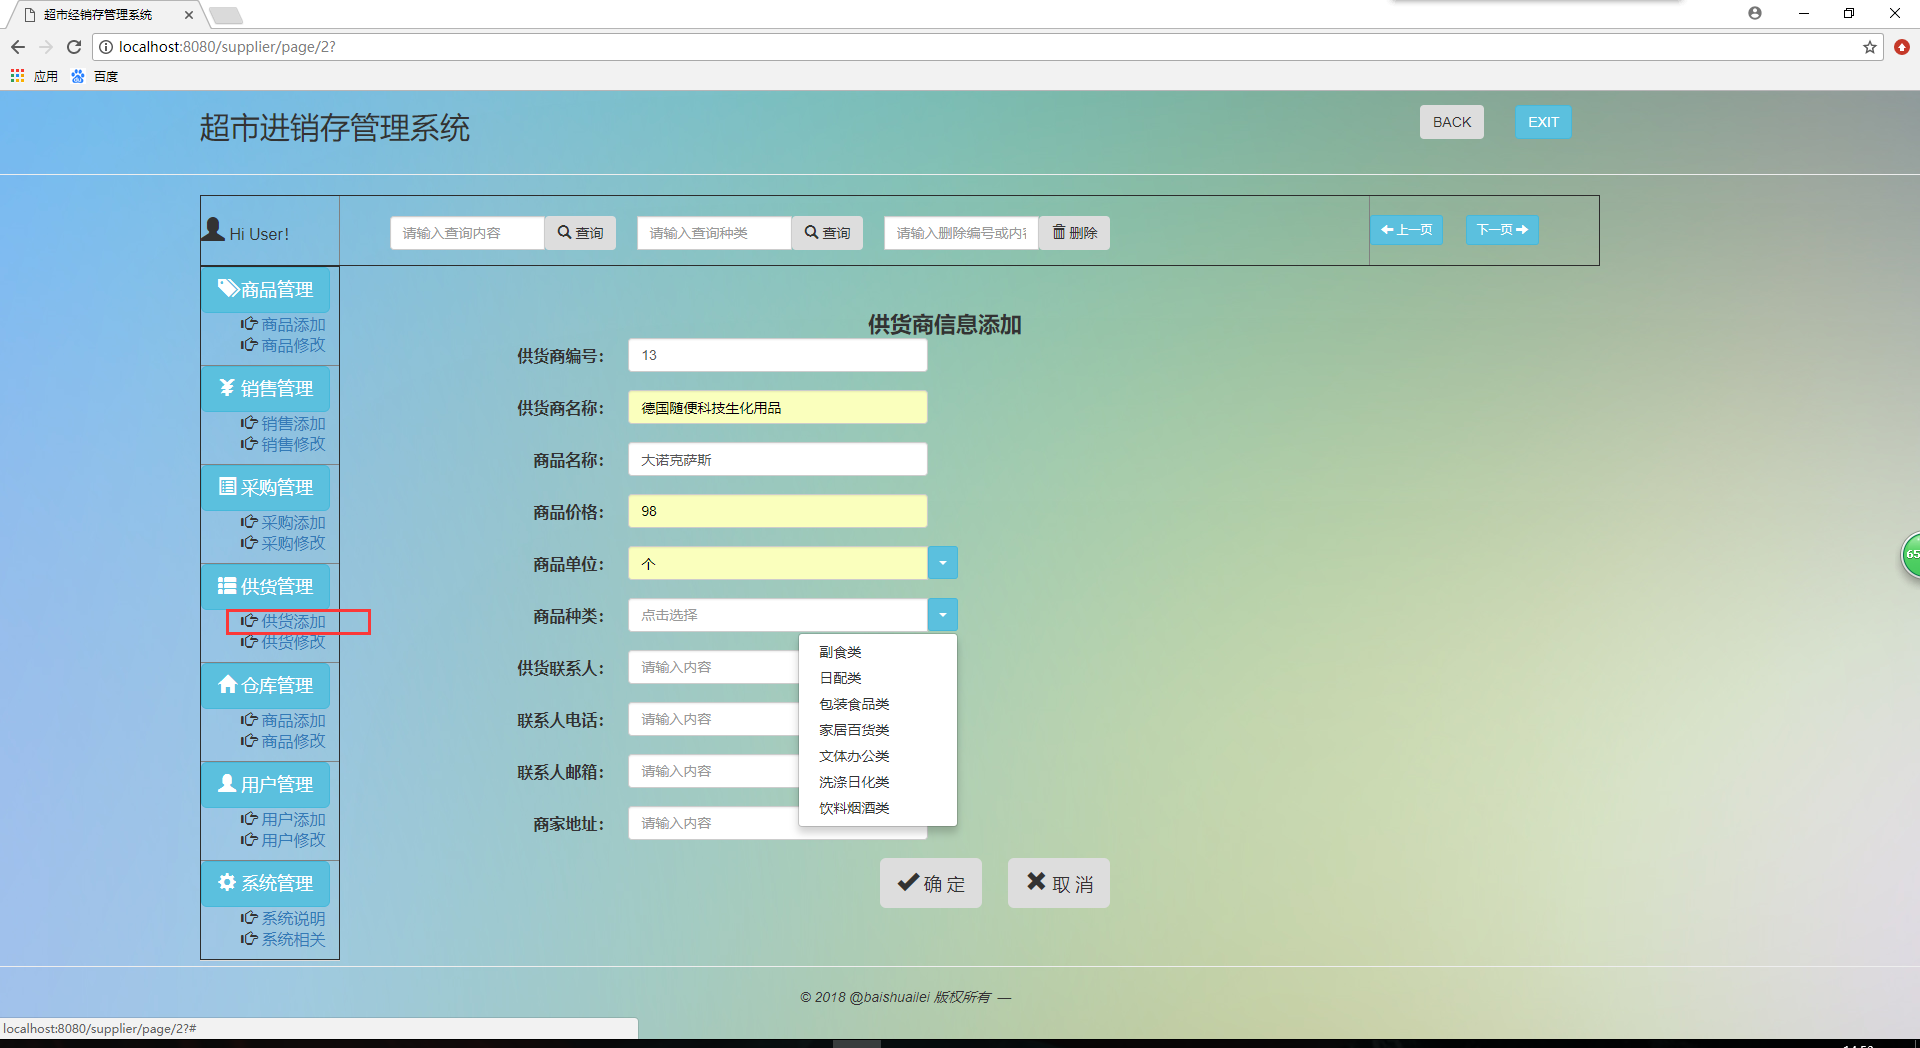 超市经销存管理系统
localhost:8080/supplier/page/2?
应用 百度
超市进销存管理系统
BACK EXIT
Hi User! 请输入查询内容 查询 请输入查询种类 查询 请输入删除编号或内容 删除 上一页 下一页
商品管理
商品添加
商品修改
销售管理
销售添加
销售修改
采购管理
采购添加
采购修改
供货管理
供货添加
供货修改
仓库管理
商品添加
商品修改
用户管理
用户添加
用户修改
系统管理
系统说明
系统相关
供货商信息添加
供货商编号： 13
供货商名称： 德国随便科技生化用品
商品名称： 大诺克萨斯
商品价格： 98
商品单位： 个
商品种类： 点击选择
副食类
日配类
包装食品类
家居百货类
文体办公类
洗涤日化类
饮料烟酒类
供货联系人： 请输入内容
联系人电话： 请输入内容
联系人邮箱： 请输入内容
商家地址： 请输入内容
确 定 取 消
65
© 2018 @baishuailei 版权所有 —
localhost:8080/supplier/page/2?#